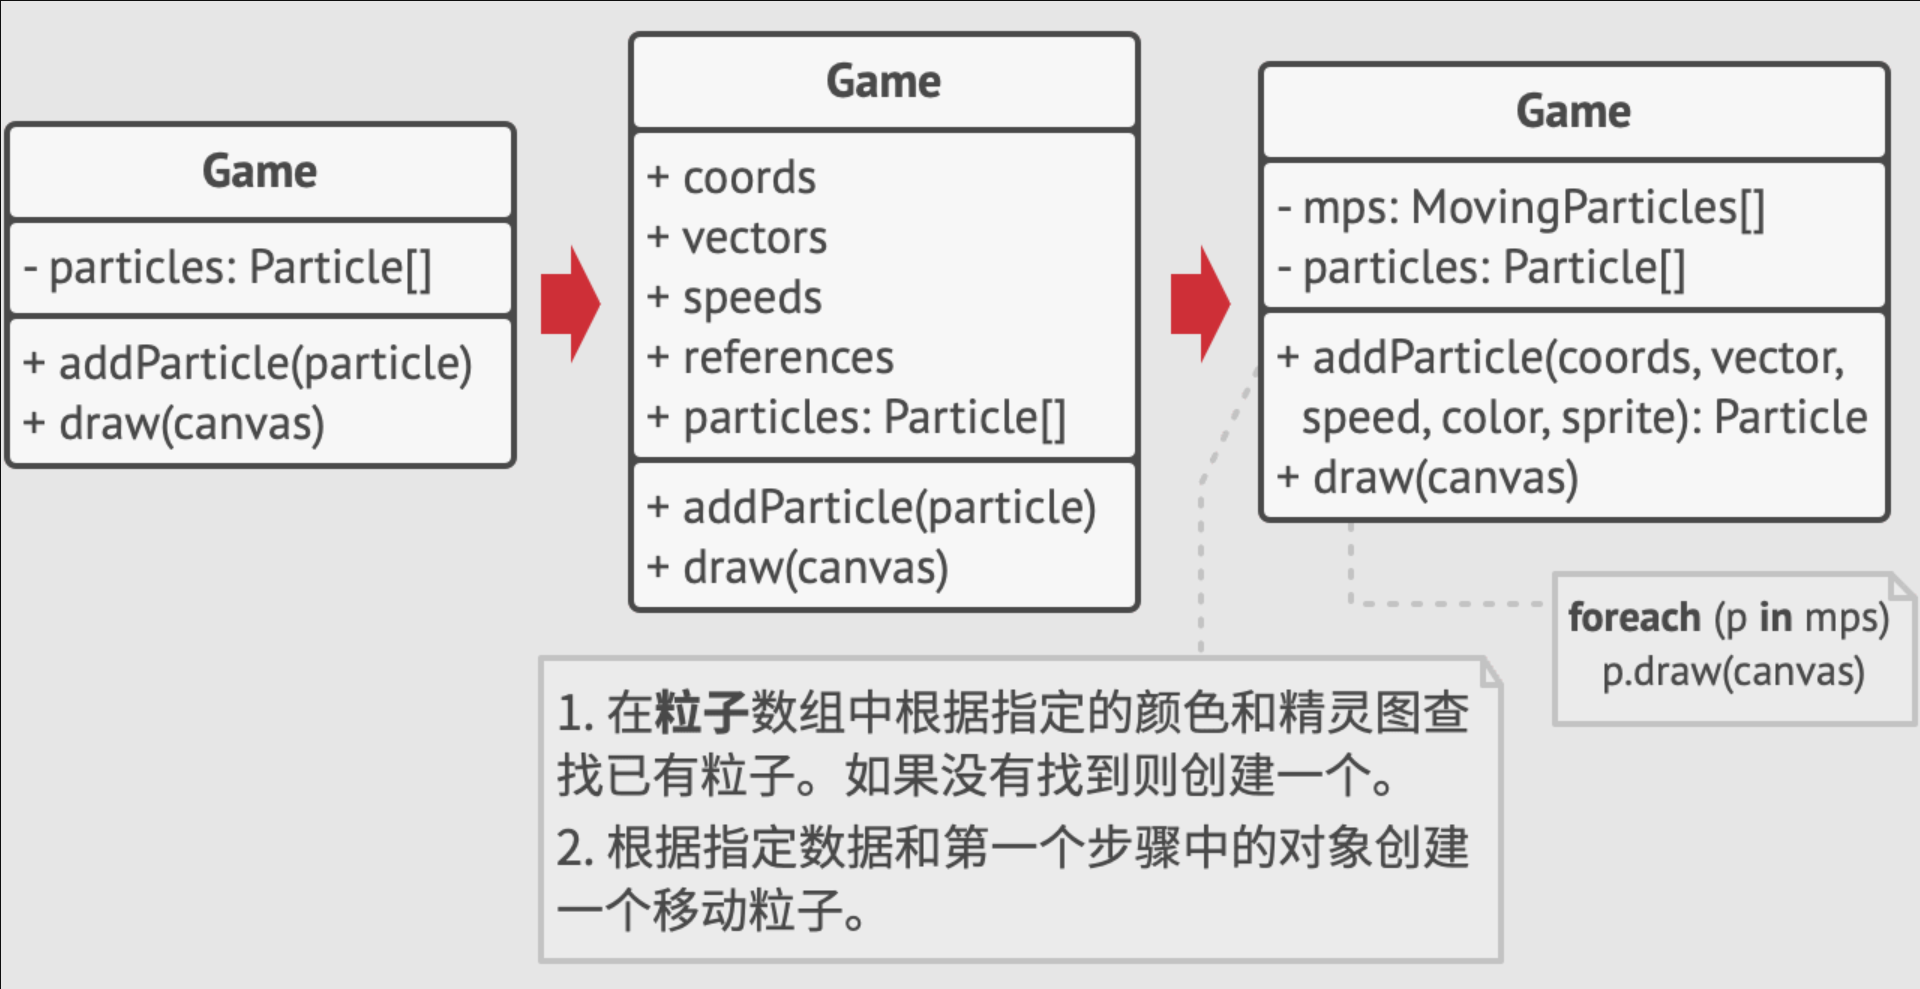 Game
- particles: Particle[]
+ addParticle(particle)
+ draw(canvas)
Game
+ coords
+ vectors
+ speeds
+ references
+ particles: Particle[]
+ addParticle(particle)
+ draw(canvas)
Game
- mps: MovingParticles[]
- particles: Particle[]
+ addParticle(coords, vector,
speed, color, sprite): Particle
+ draw(canvas)
foreach (p in mps)
p.draw(canvas)
1. 在粒子数组中根据指定的颜色和精灵图查
找已有粒子。如果没有找到则创建一个。
2. 根据指定数据和第一个步骤中的对象创建
一个移动粒子。